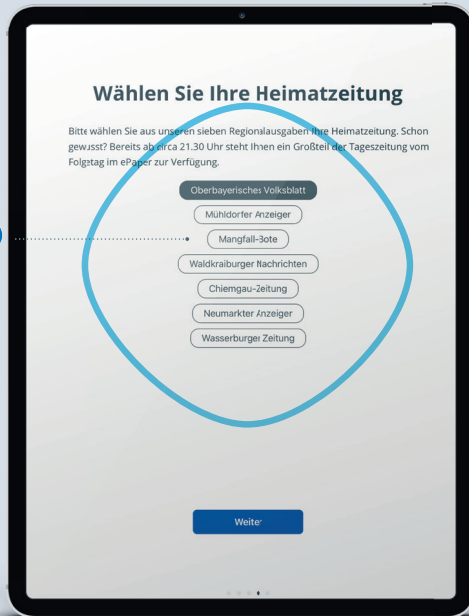 Wählen Sie Ihre Heimatzeitung
Bitte wählen Sie aus unseren sieben Regionalausgaben Ihre Heimatzeitung. Schon
gewusst? Bereits ab circa 21.30 Uhr steht Ihnen ein Großteil der Tageszeitung vom
Folgtag im ePaper zur Verfügung.
Oberbayerisches Volksblatt
Mühldorfer Anzeiger
Mangfall-Bote
Waldkraiburger Nachrichten
Chiemgau-Zeitung
Neumarkter Anzeiger
Wasserburger Zeitung
Weiter